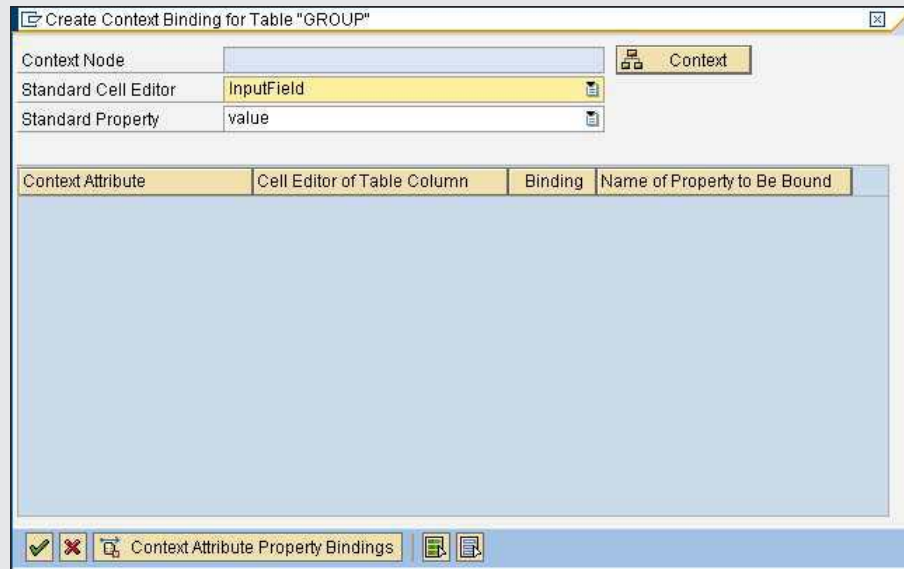 Create Context Binding for Table "GROUP"
Context Node
Context
Standard Cell Editor InputField
Standard Property value
Context Attribute Cell Editor of Table Column Binding Name of Property to Be Bound
Context Attribute Property Bindings